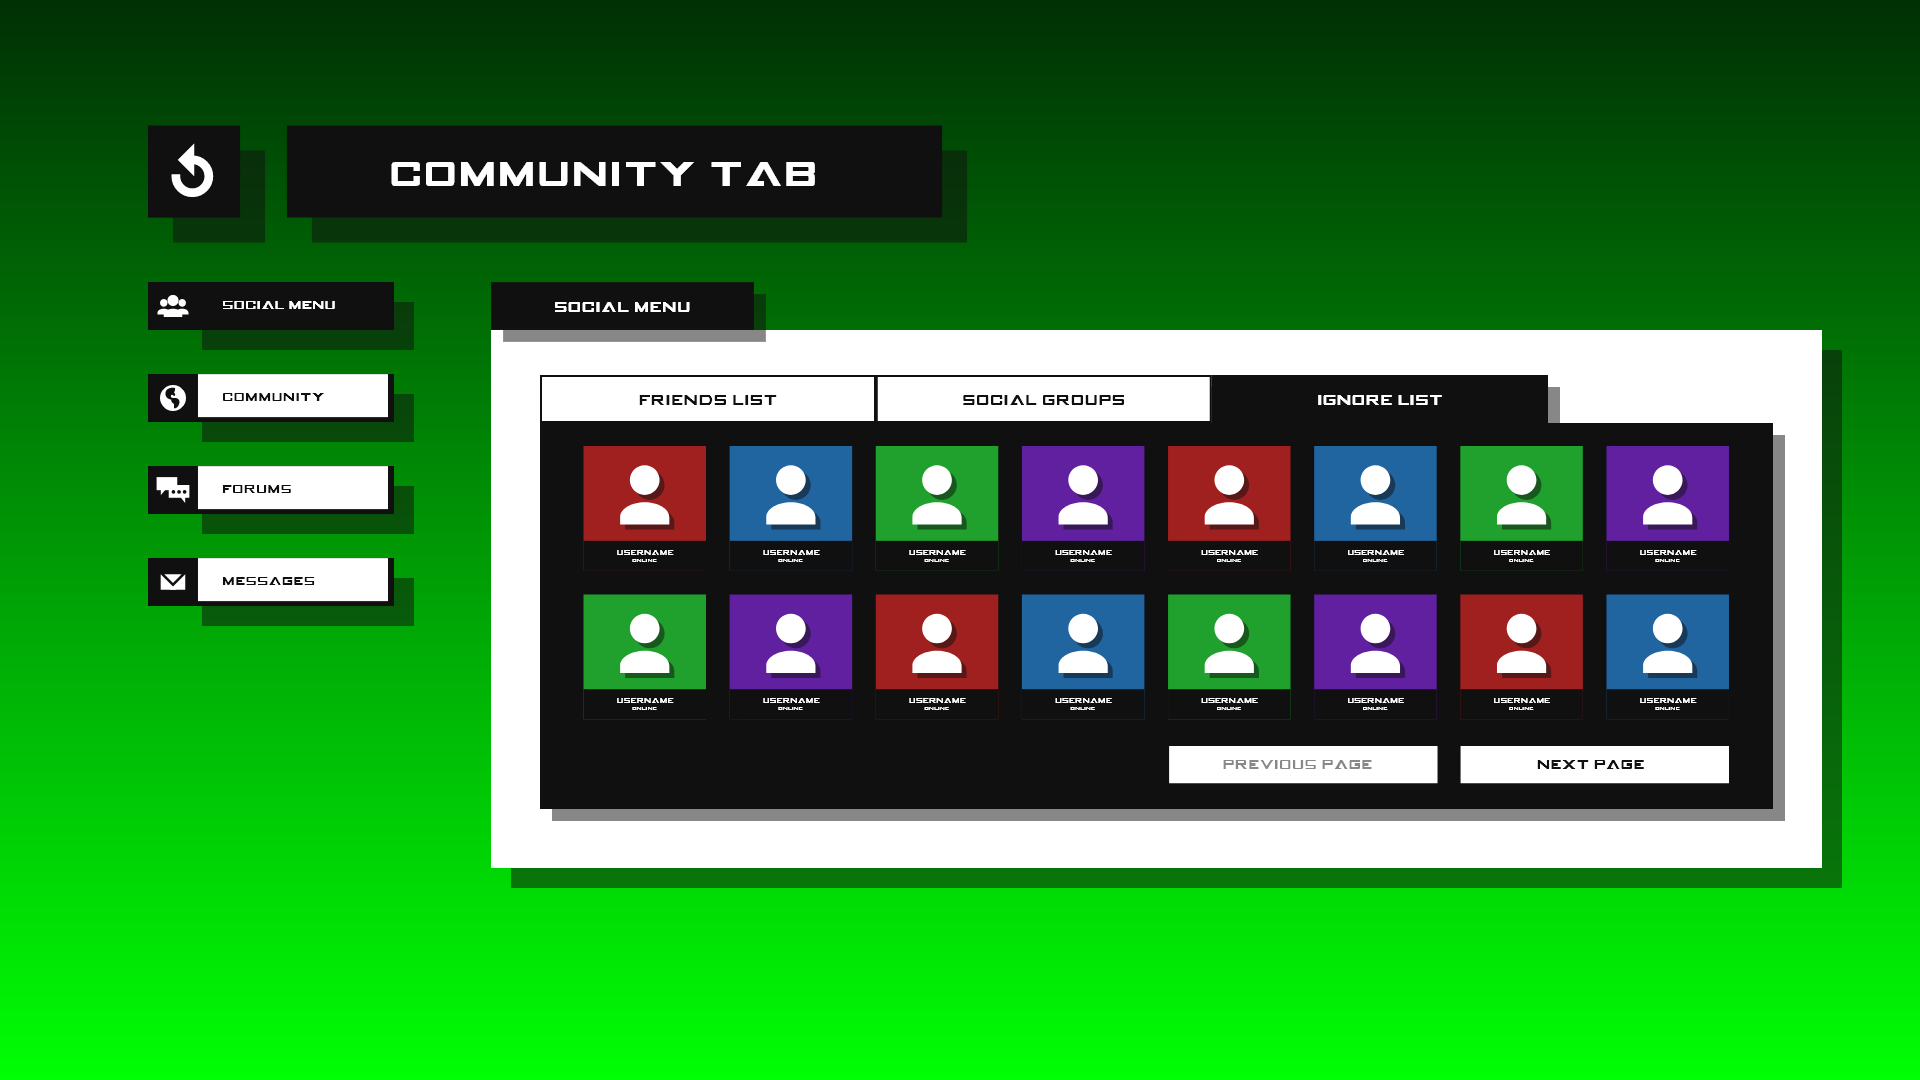 COMMUNITY TAB
SOCIAL MENU
COMMUNITY
FORUMS
MESSAGES
SOCIAL MENU
FRIENDS LIST SOCIAL GROUPS IGNORE LIST
USERNAME USERNAME USERNAME USERNAME USERNAME USERNAME USERNAME USERNAME
ONLINE ONLINE ONLINE ONLINE ONLINE ONLINE ONLINE ONLINE
USERNAME USERNAME USERNAME USERNAME USERNAME USERNAME USERNAME USERNAME
ONLINE ONLINE ONLINE ONLINE ONLINE ONLINE ONLINE ONLINE
PREVIOUS PAGE NEXT PAGE